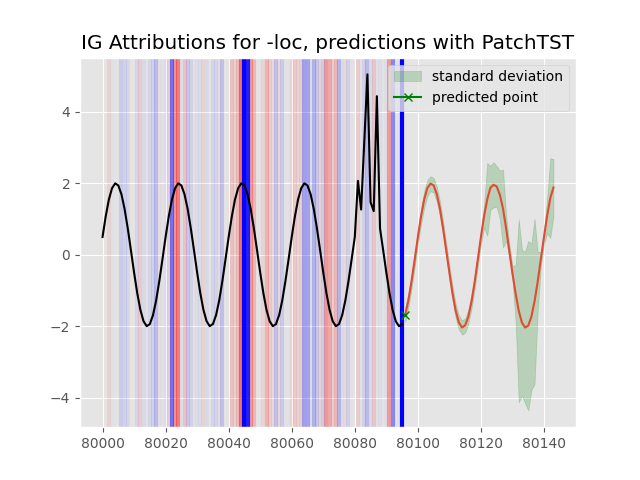 IG Attributions for -loc, predictions with PatchTST
standard deviation
predicted point
4
2
0
−2
−4
80000 80020 80040 80060 80080 80100 80120 80140